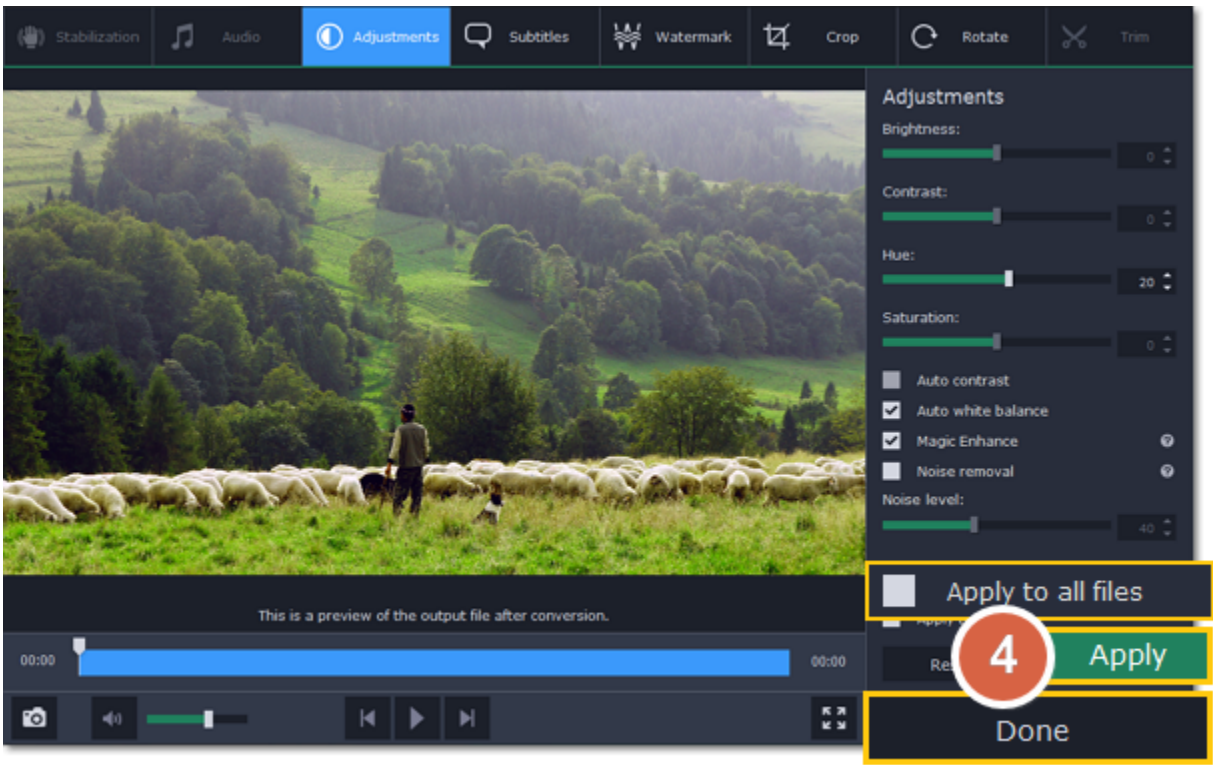 Stabilization
Audio
Adjustments
Subtitles
Watermark
Crop
Rotate
Trim
Adjustments
Brightness:
0
Contrast:
0
Hue:
20
Saturation:
0
Auto contrast
Auto white balance
Magic Enhance
Noise removal
Noise level:
40
Apply to all files
This is a preview of the output file after conversion.
00:00
00:00
4
Apply
Done